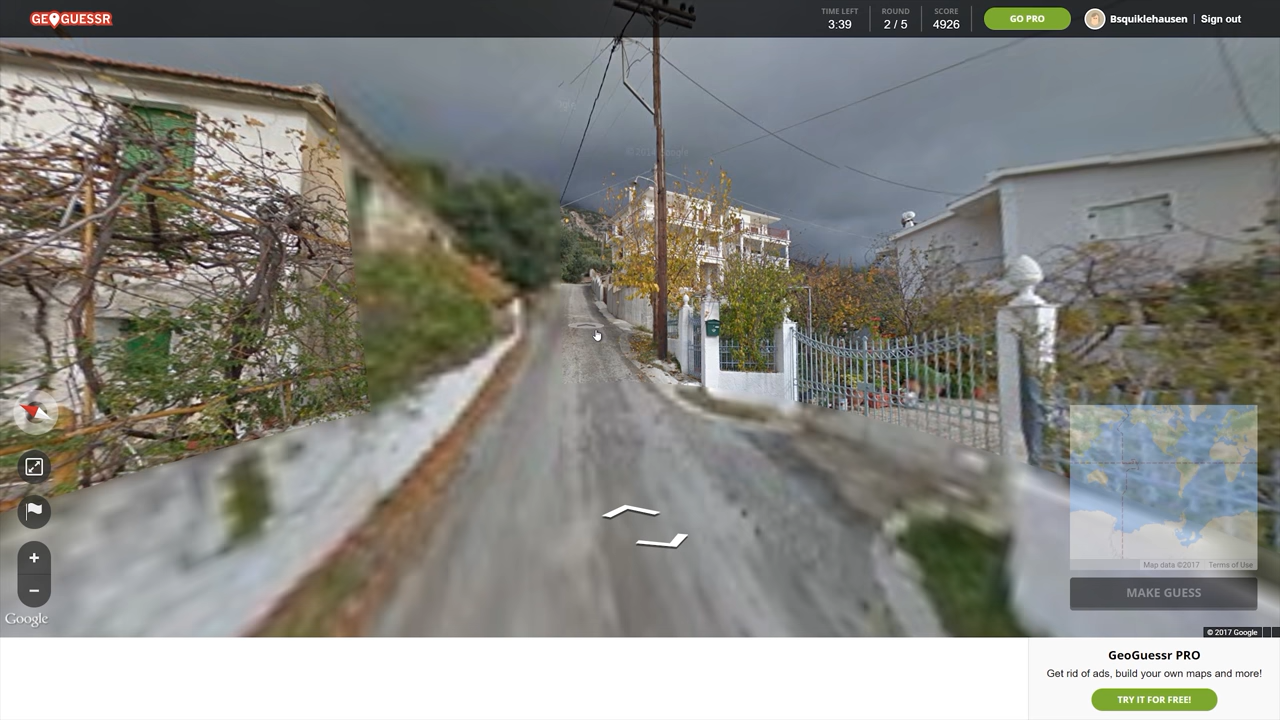 GEOGUESSR
TIME LEFT
3:39
ROUND
2 / 5
SCORE
4926
GO PRO
Bsquiklehausen | Sign out
+
−
Google
Map data ©2017 Terms of Use
MAKE GUESS
© 2017 Google
GeoGuessr PRO
Get rid of ads, build your own maps and more!
TRY IT FOR FREE!